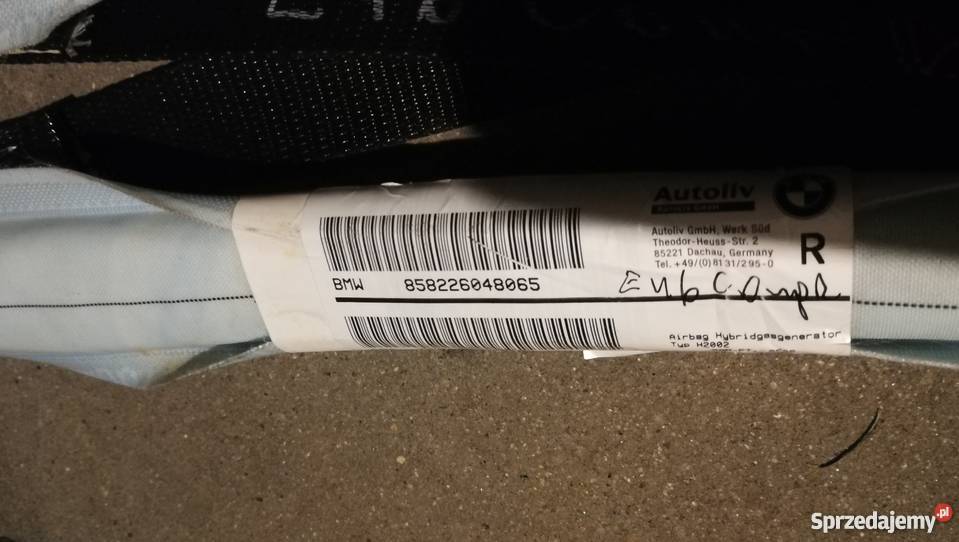 Autoliv
Autoliv GmbH, Werk Süd
Theodor-Heuss-Str. 2
85221 Dachau, Germany
Tel. +49/(0)8131/295-0
R
BMW 858226048065
E46 Compa
Airbag Hybridgasgenerator
Typ H2002
Sprzedajemy.pl